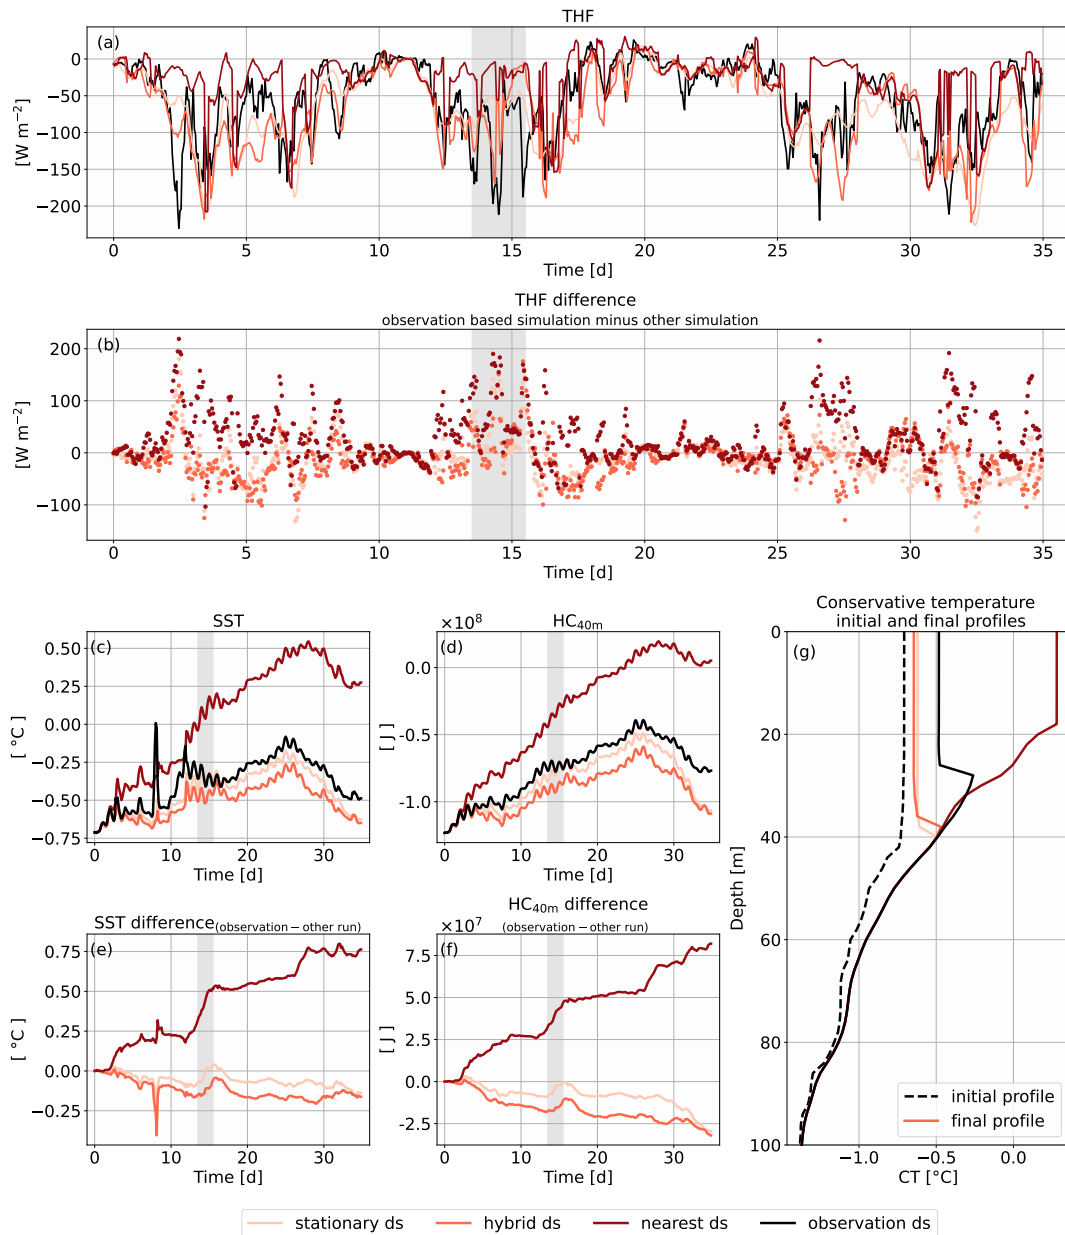 THF
(a)
[W m⁻²]
0
−50
−100
−150
−200
0 5 10 15 20 25 30 35
Time [d]
THF difference
observation based simulation minus other simulation
(b)
[W m⁻²]
200
100
0
−100
0 5 10 15 20 25 30 35
Time [d]
SST
(c)
[ °C]
0.50
0.25
0.00
−0.25
−0.50
−0.75
0 10 20 30
Time [d]
HC₄₀ₘ
×10⁸
(d)
[ J ]
0.0
−0.5
−1.0
0 10 20 30
Time [d]
SST difference (observation − other run)
(e)
[ °C]
0.75
0.50
0.25
0.00
−0.25
0 10 20 30
Time [d]
HC₄₀ₘ difference
×10⁷ (observation − other run)
(f)
[ J ]
7.5
5.0
2.5
0.0
−2.5
0 10 20 30
Time [d]
Conservative temperature
initial and final profiles
(g)
Depth [m]
0
20
40
60
80
100
−1.0 −0.5 0.0
CT [°C]
initial profile
final profile
stationary ds hybrid ds nearest ds observation ds